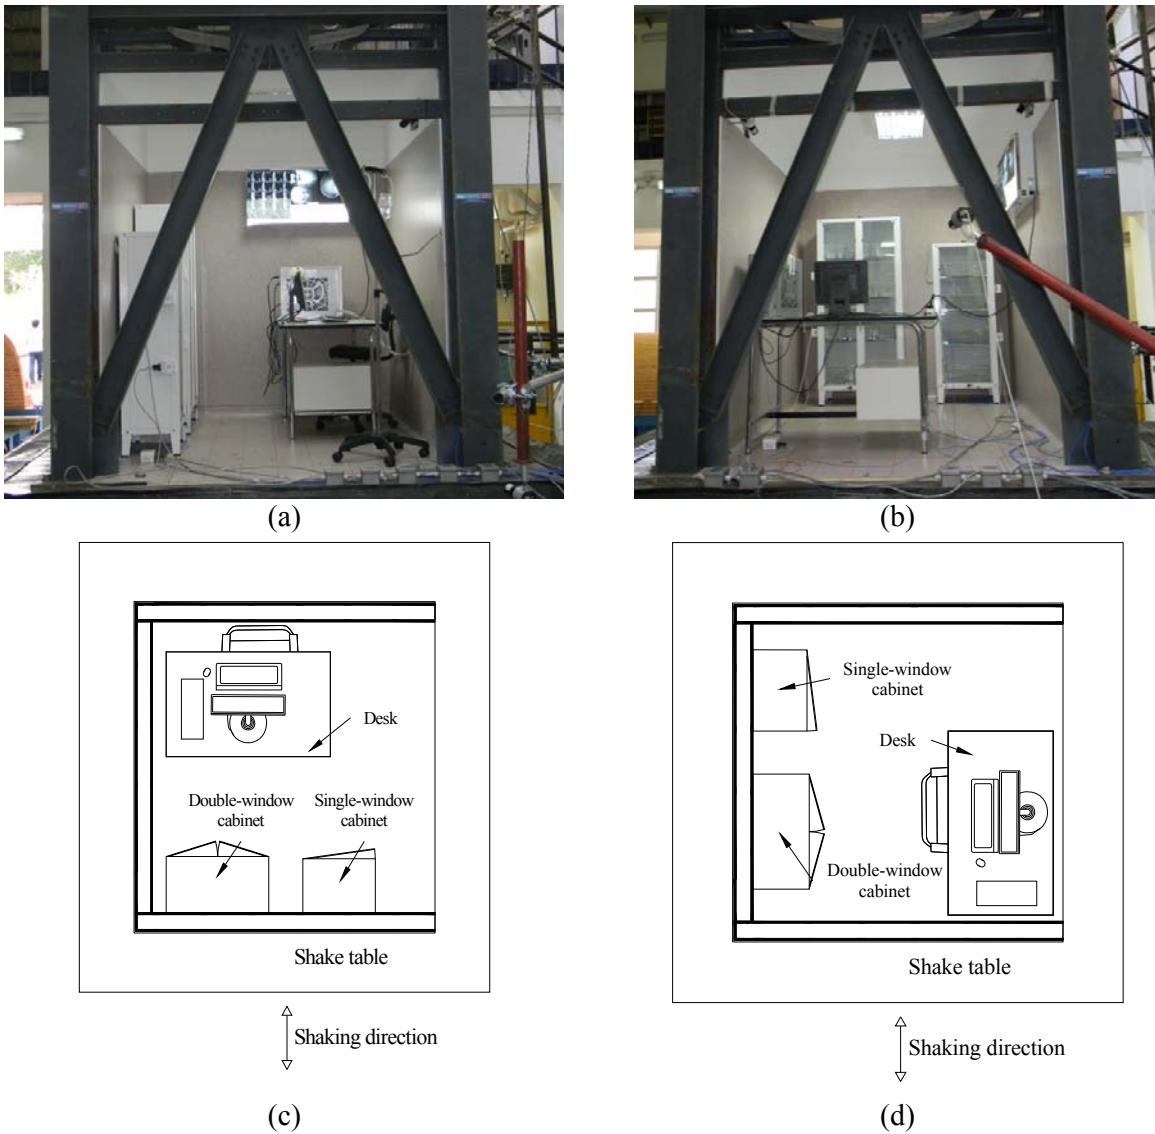 (a)
(b)
Desk
Double-window
cabinet
Single-window
cabinet
Shake table
Shaking direction
(c)
Single-window
cabinet
Desk
Double-window
cabinet
Shake table
Shaking direction
(d)